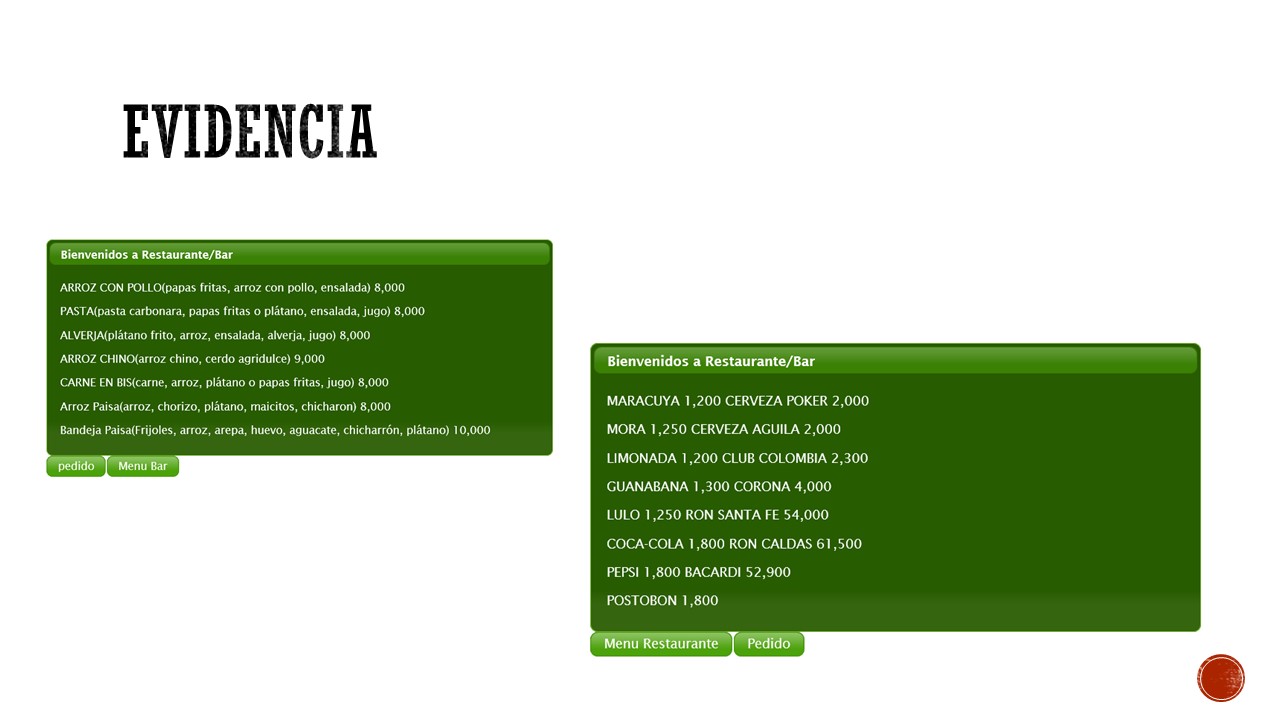 EVIDENCIA
Bienvenidos a Restaurante/Bar
ARROZ CON POLLO(papas fritas, arroz con pollo, ensalada) 8,000
PASTA(pasta carbonara, papas fritas o plátano, ensalada, jugo) 8,000
ALVERJA(plátano frito, arroz, ensalada, alverja, jugo) 8,000
ARROZ CHINO(arroz chino, cerdo agridulce) 9,000
CARNE EN BIS(carne, arroz, plátano o papas fritas, jugo) 8,000
Arroz Paisa(arroz, chorizo, plátano, maicitos, chicharon) 8,000
Bandeja Paisa(Frijoles, arroz, arepa, huevo, aguacate, chicharrón, plátano) 10,000
pedido Menu Bar
Bienvenidos a Restaurante/Bar
MARACUYA 1,200 CERVEZA POKER 2,000
MORA 1,250 CERVEZA AGUILA 2,000
LIMONADA 1,200 CLUB COLOMBIA 2,300
GUANABANA 1,300 CORONA 4,000
LULO 1,250 RON SANTA FE 54,000
COCA-COLA 1,800 RON CALDAS 61,500
PEPSI 1,800 BACARDI 52,900
POSTOBON 1,800
Menu Restaurante Pedido